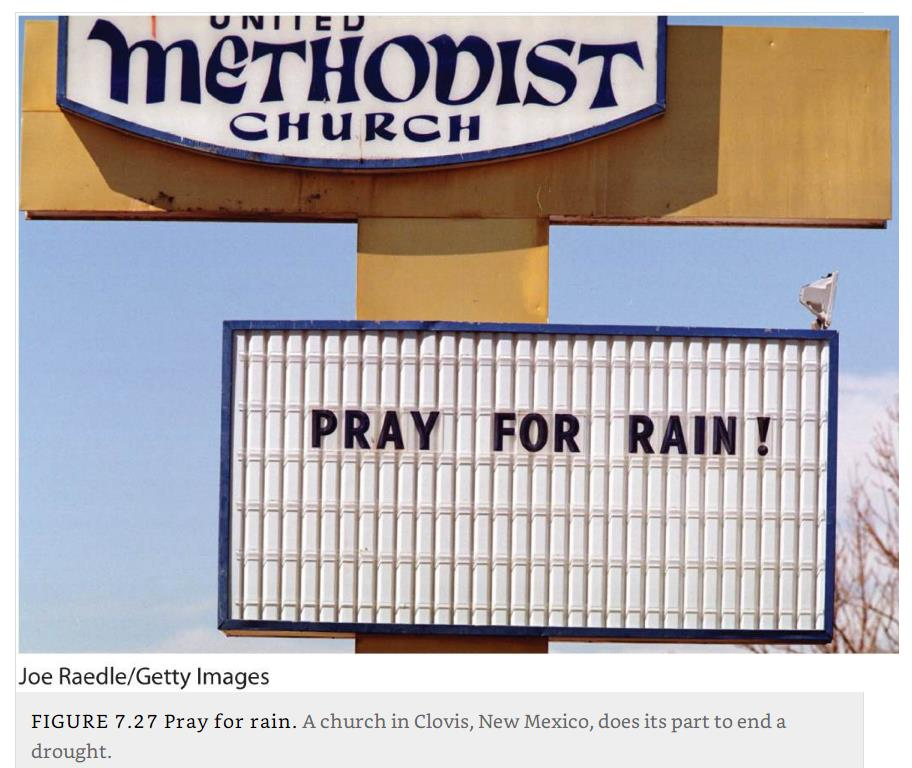 UNITED
METHODIST
CHURCH
PRAY FOR RAIN!
Joe Raedle/Getty Images
FIGURE 7.27 Pray for rain. A church in Clovis, New Mexico, does its part to end a
drought.